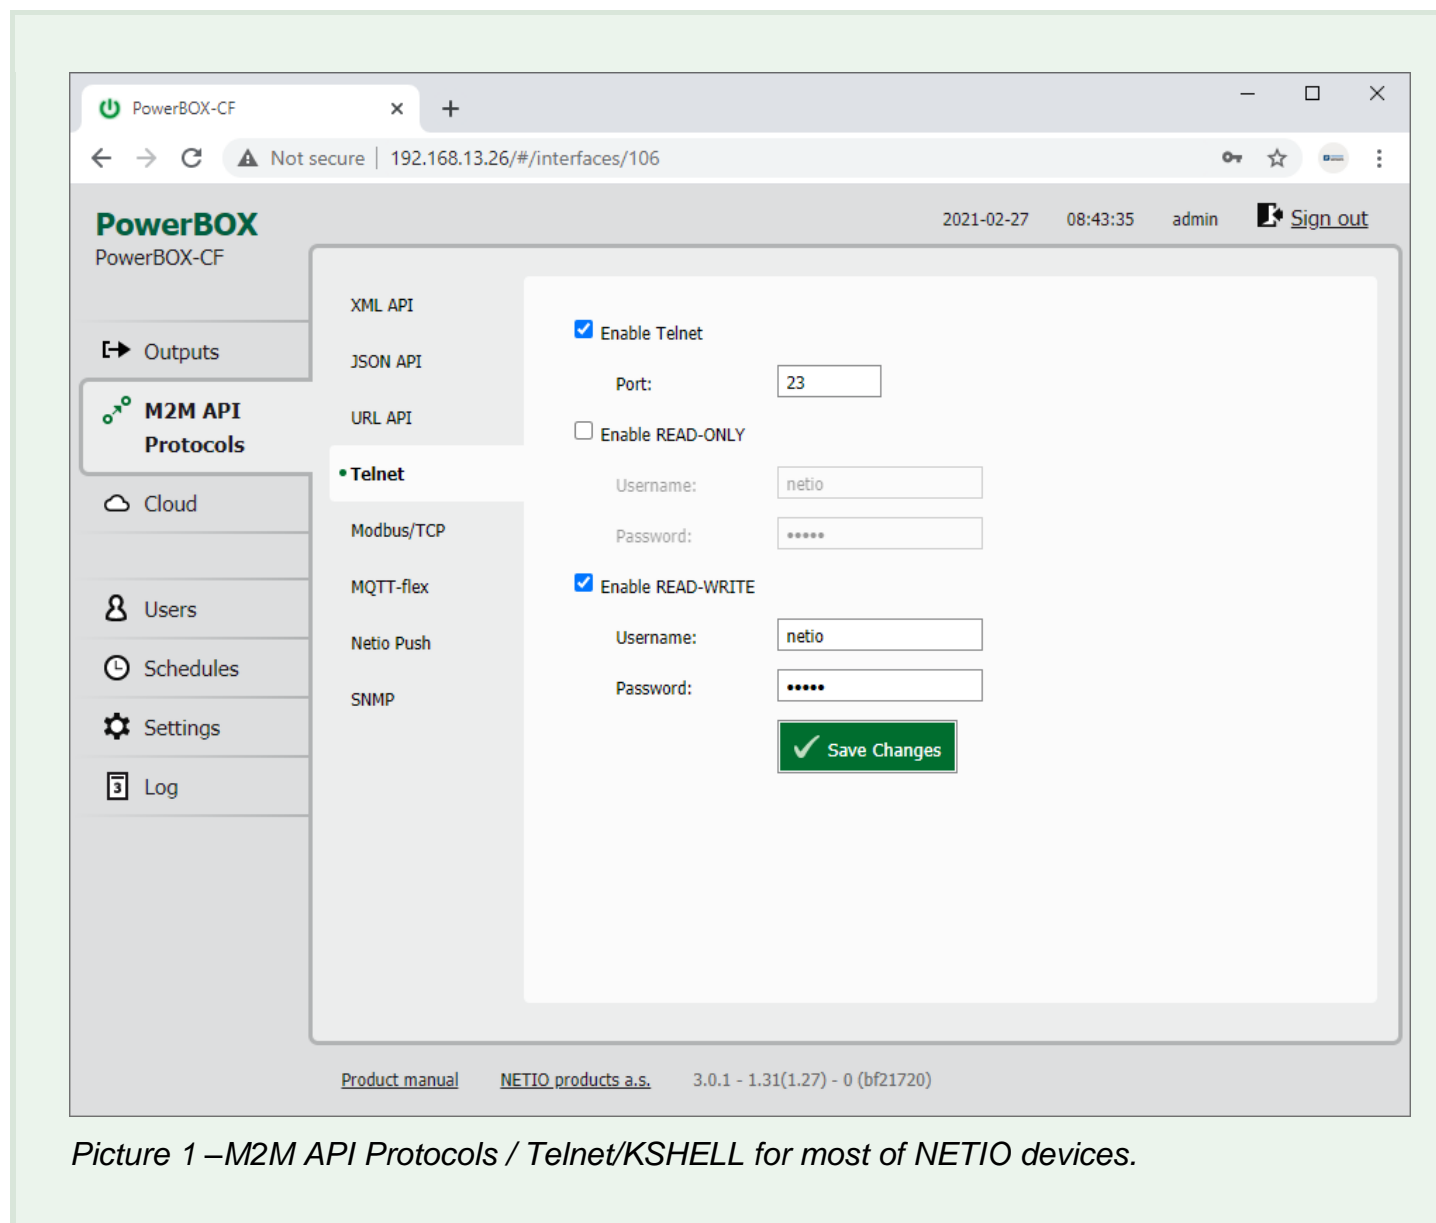 PowerBOX-CF
Not secure | 192.168.13.26/#/interfaces/106
PowerBOX
PowerBOX-CF
2021-02-27 08:43:35 admin Sign out
Outputs
M2M API
Protocols
Cloud
Users
Schedules
Settings
3 Log
XML API
JSON API
URL API
Telnet
Modbus/TCP
MQTT-flex
Netio Push
SNMP
Enable Telnet
Port: 23
Enable READ-ONLY
Username: netio
Password: •••••
Enable READ-WRITE
Username: netio
Password: •••••
Save Changes
Product manual NETIO products a.s. 3.0.1 - 1.31(1.27) - 0 (bf21720)
Picture 1 –M2M API Protocols / Telnet/KSHELL for most of NETIO devices.